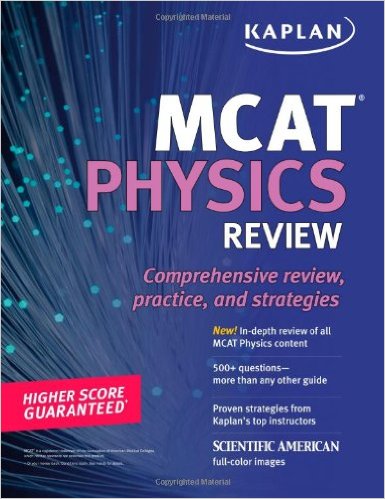 KAPLAN
MCAT®
PHYSICS
REVIEW
Comprehensive review,
practice, and strategies
New! In-depth review of all
MCAT Physics content
500+ questions—
more than any other guide
Proven strategies from
Kaplan's top instructors
SCIENTIFIC AMERICAN
full-color images
HIGHER SCORE
GUARANTEED*